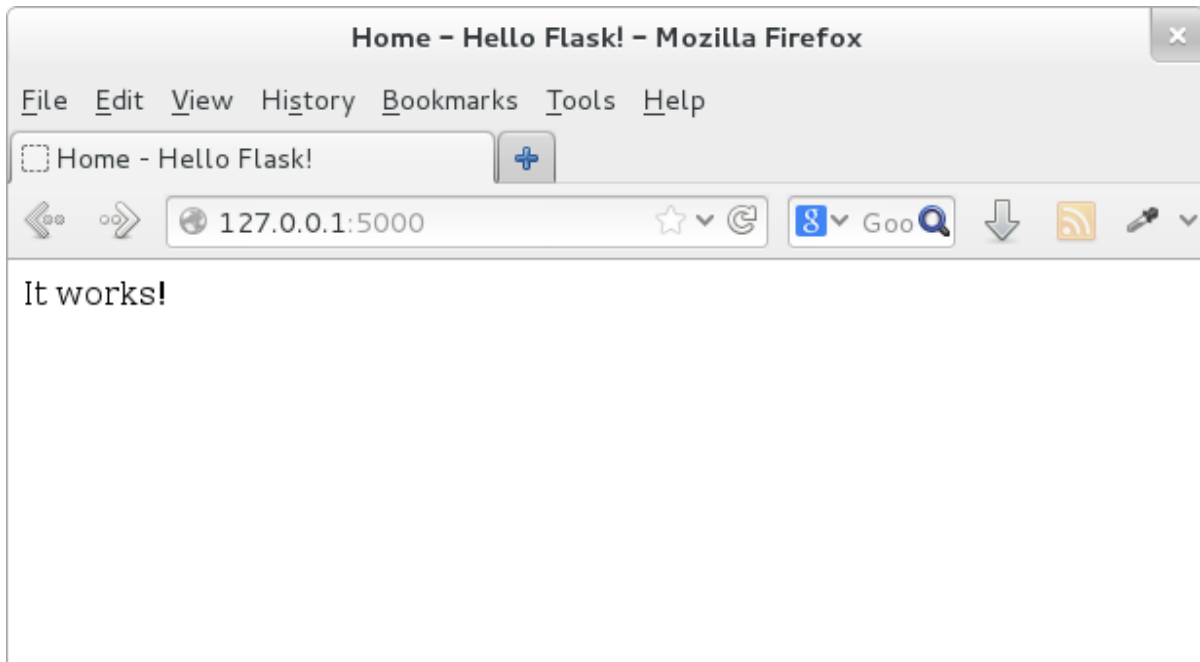 Home – Hello Flask! – Mozilla Firefox
File Edit View History Bookmarks Tools Help
Home - Hello Flask!
127.0.0.1:5000 8 Goo
It works!